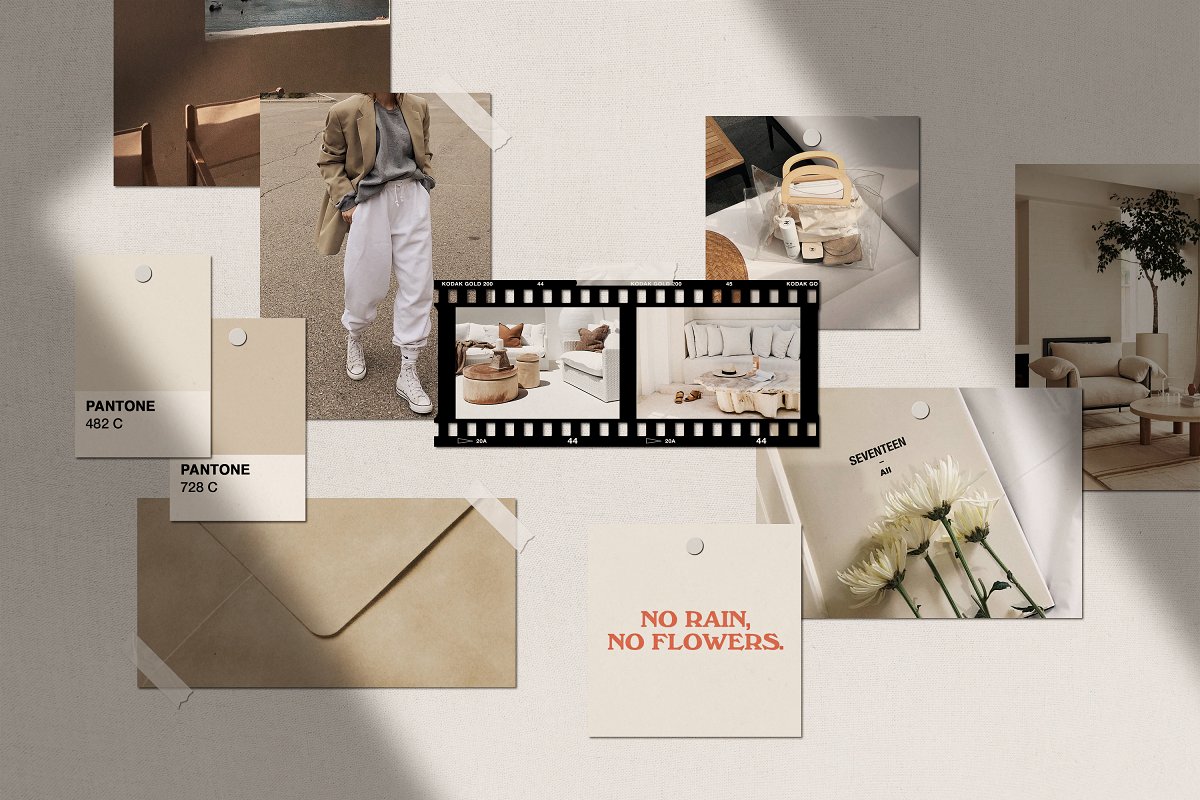 KODAK GOLD 200
44
KODAK GOLD 200
45
KODAK GO
20A
44
20A
44
PANTONE
482 C
PANTONE
728 C
SEVENTEEN
–
All
NO RAIN,
NO FLOWERS.